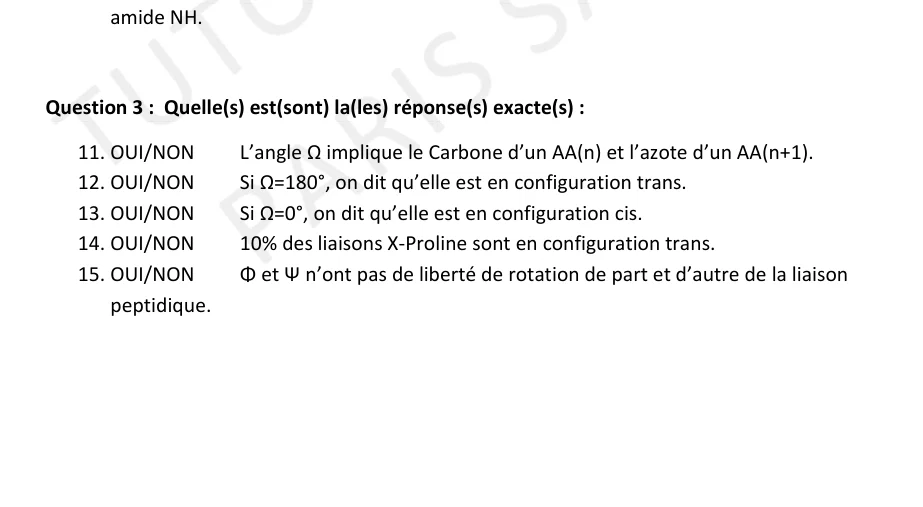 amide NH.
TUTO
PARIS SA
Question 3 : Quelle(s) est(sont) la(les) réponse(s) exacte(s) :
11. OUI/NON L’angle Ω implique le Carbone d’un AA(n) et l’azote d’un AA(n+1).
12. OUI/NON Si Ω=180°, on dit qu’elle est en configuration trans.
13. OUI/NON Si Ω=0°, on dit qu’elle est en configuration cis.
14. OUI/NON 10% des liaisons X-Proline sont en configuration trans.
15. OUI/NON Φ et Ψ n’ont pas de liberté de rotation de part et d’autre de la liaison
peptidique.